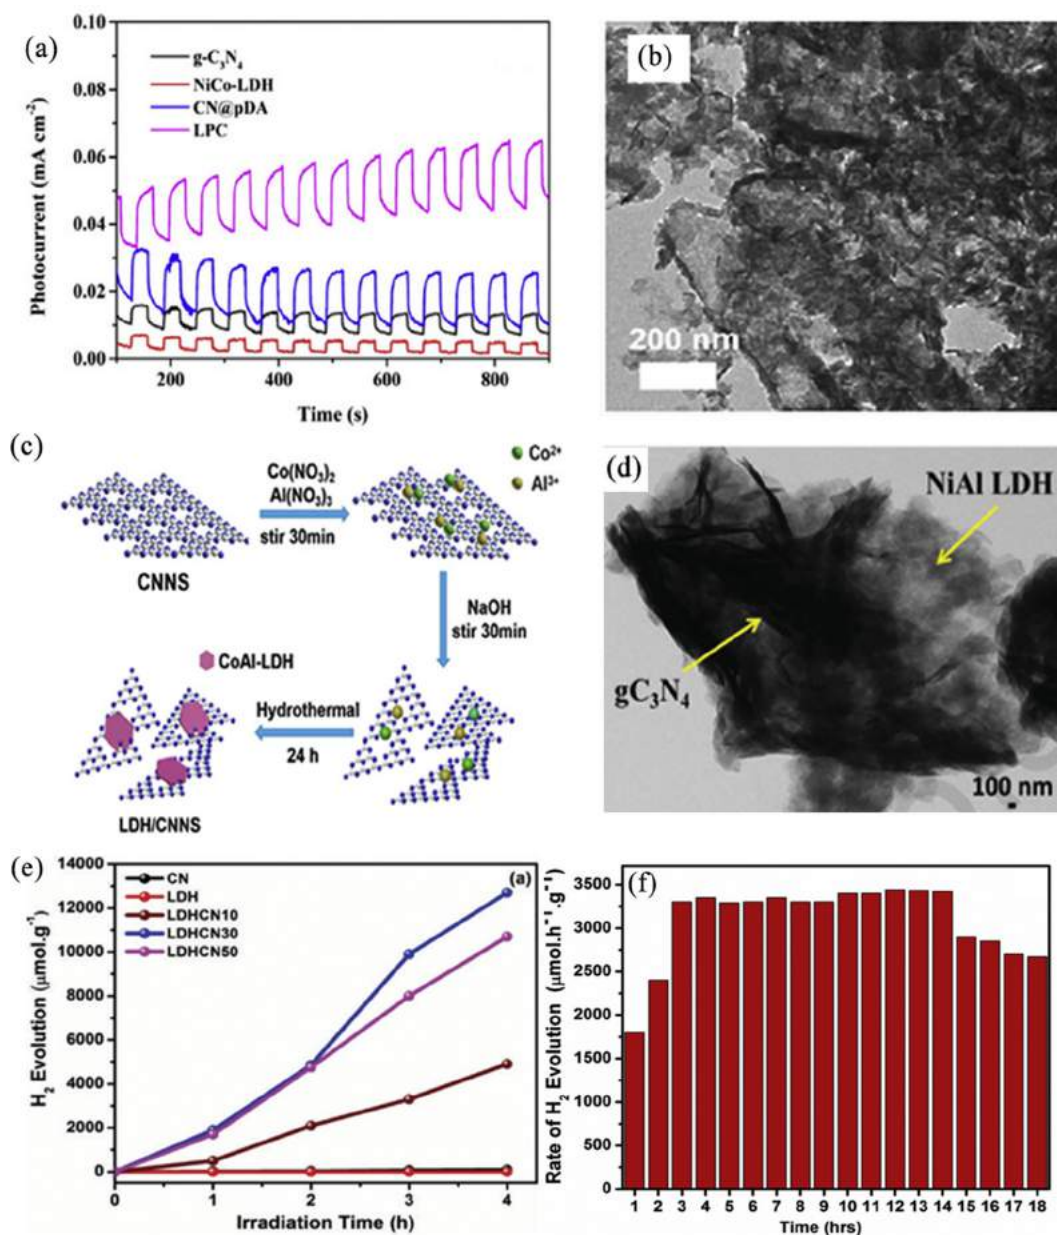 (a)
0.10
0.08
0.06
0.04
0.02
0.00
Photocurrent (mA cm⁻²)
g-C₃N₄
NiCo-LDH
CN@pDA
LPC
200
400
600
800
Time (s)
(b)
200 nm
(c)
CNNS
Co(NO₃)₂
Al(NO₃)₃
stir 30min
Co²⁺
Al³⁺
NaOH
stir 30min
CoAl-LDH
Hydrothermal
24 h
LDH/CNNS
(d)
NiAl LDH
gC₃N₄
100 nm
(e)
14000
12000
10000
8000
6000
4000
2000
0
H₂ Evolution (μmol.g⁻¹)
CN
LDH
LDHCN10
LDHCN30
LDHCN50
(a)
0 1 2 3 4
Irradiation Time (h)
(f)
3500
3000
2500
2000
1500
1000
500
0
Rate of H₂ Evolution (μmol.h⁻¹.g⁻¹)
1 2 3 4 5 6 7 8 9 10 11 12 13 14 15 16 17 18
Time (hrs)